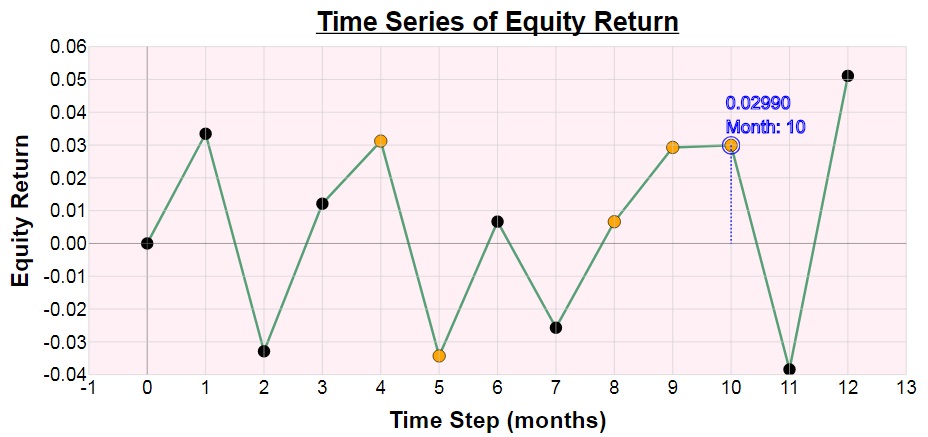 Time Series of Equity Return
0.06
0.05
0.04
0.03
0.02
0.01
0.00
-0.01
-0.02
-0.03
-0.04
Equity Return
0.02990
Month: 10
-1 0 1 2 3 4 5 6 7 8 9 10 11 12 13
Time Step (months)